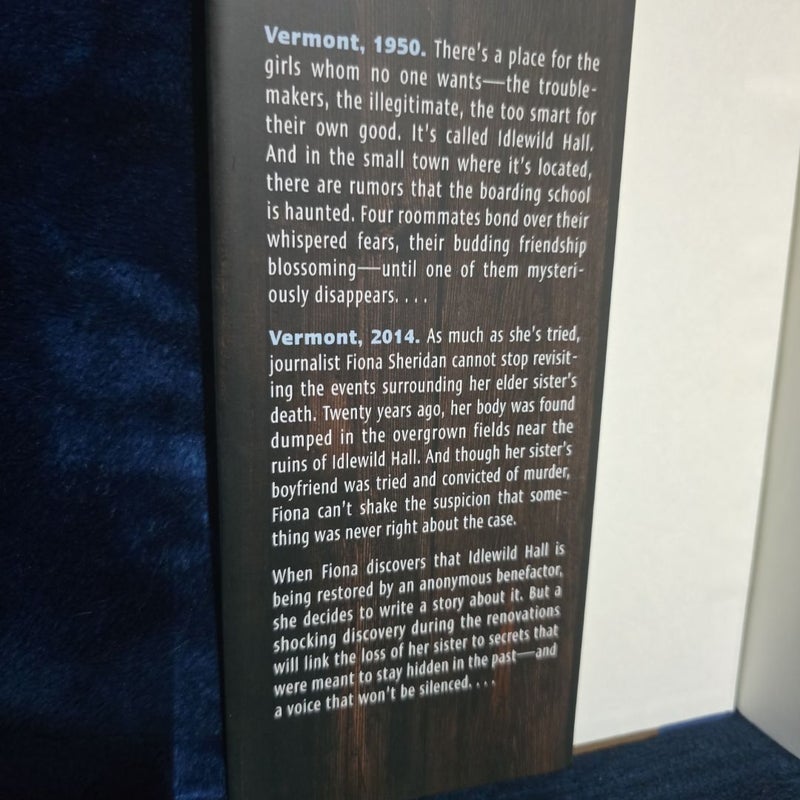 Vermont, 1950. There's a place for the
girls whom no one wants—the trouble-
makers, the illegitimate, the too smart for
their own good. It's called Idlewild Hall.
And in the small town where it's located,
there are rumors that the boarding school
is haunted. Four roommates bond over their
whispered fears, their budding friendship
blossoming—until one of them mysteri-
ously disappears. . . .
Vermont, 2014. As much as she's tried,
journalist Fiona Sheridan cannot stop revisit-
ing the events surrounding her elder sister's
death. Twenty years ago, her body was found
dumped in the overgrown fields near the
ruins of Idlewild Hall. And though her sister's
boyfriend was tried and convicted of murder,
Fiona can't shake the suspicion that some-
thing was never right about the case.
When Fiona discovers that Idlewild Hall is
being restored by an anonymous benefactor,
she decides to write a story about it. But a
shocking discovery during the renovations
will link the loss of her sister to secrets that
were meant to stay hidden in the past—and
a voice that won't be silenced. . . .